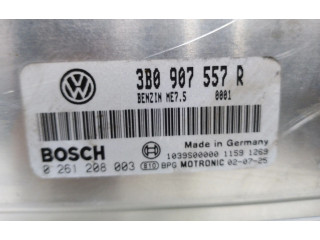 3B0 907 557 R
BENZIN ME7.5 0001
BOSCH
Made in Germany
1039S00000 1159 1269
0 261 208 003 810 BPG MOTRONIC 02-07-25